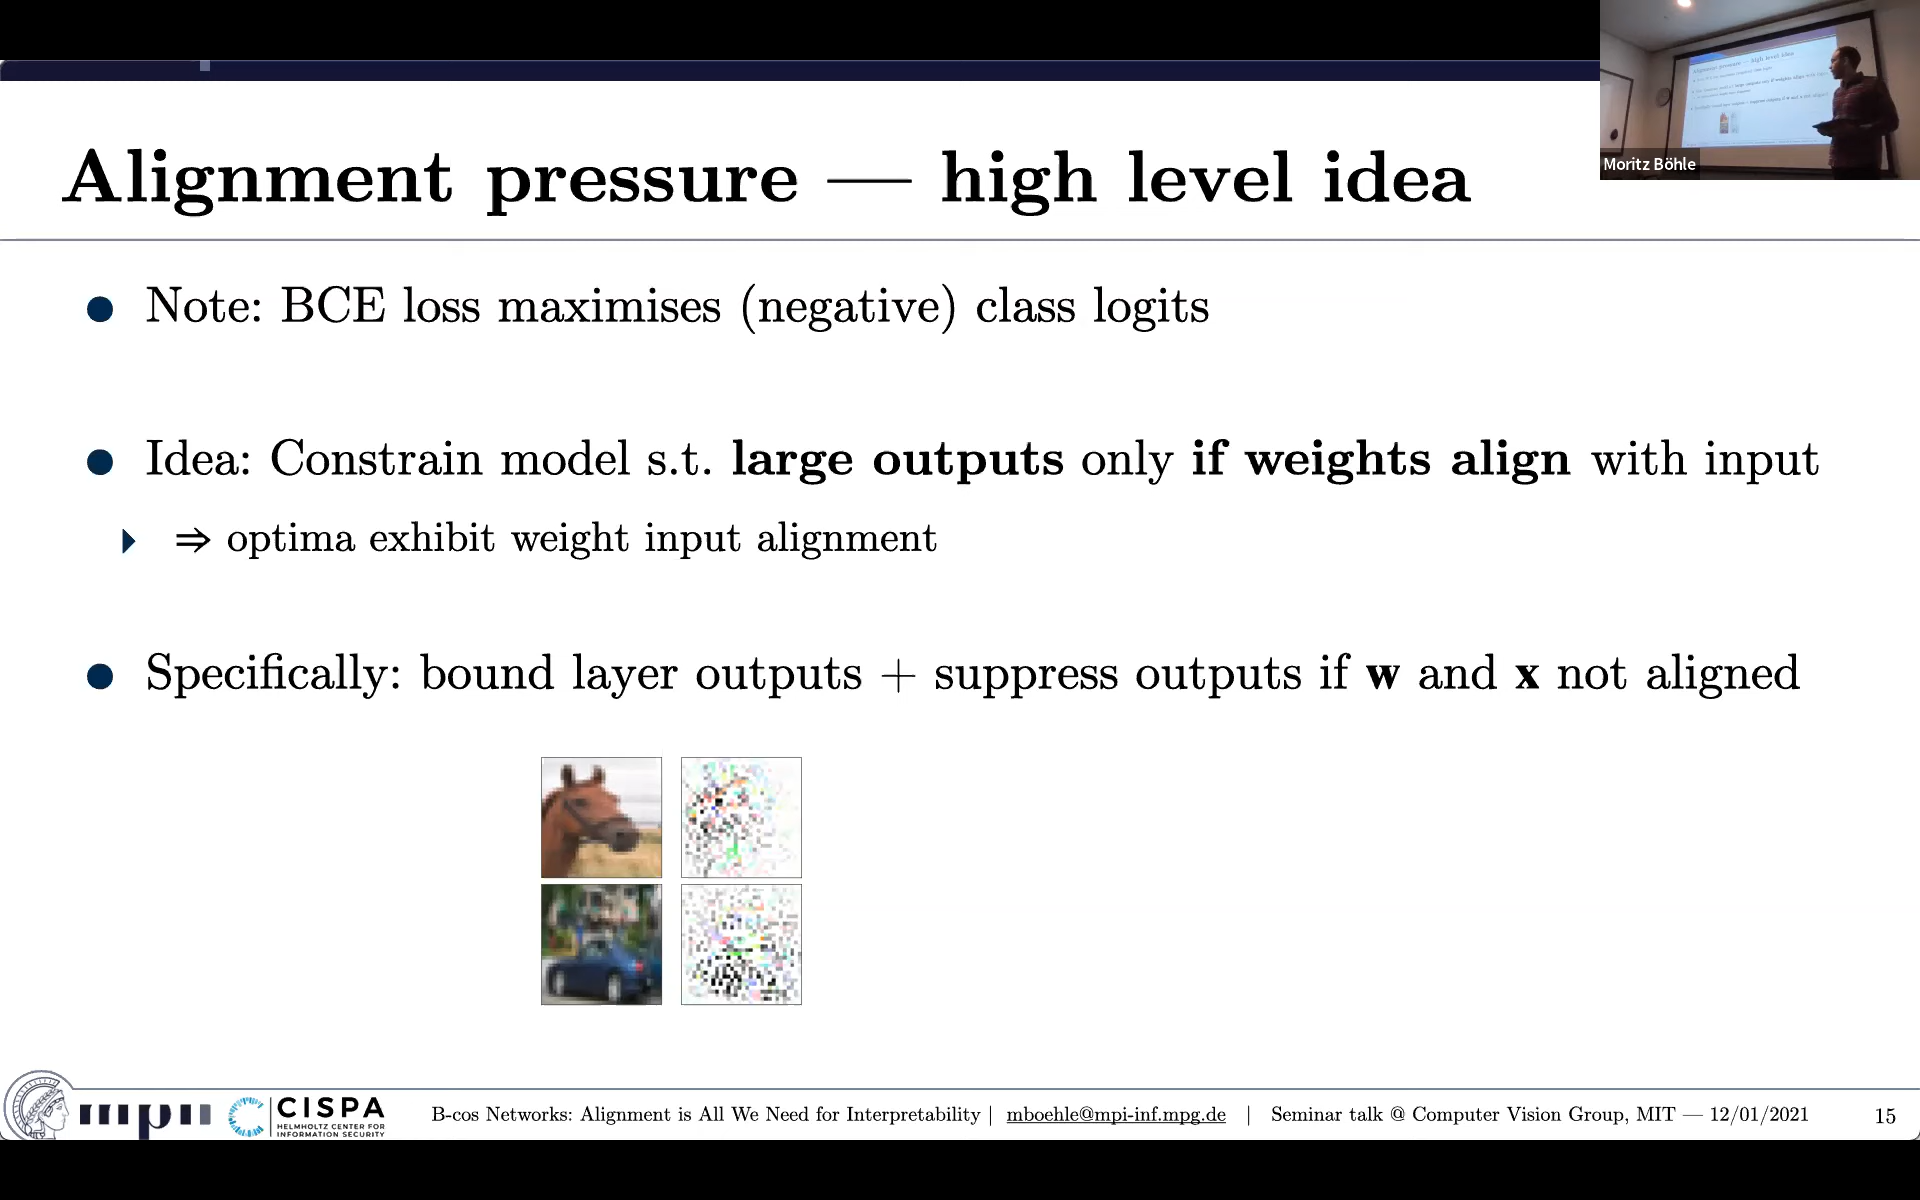 Alignment pressure — high level idea
Moritz Böhle
● Note: BCE loss maximises (negative) class logits
● Idea: Constrain model s.t. large outputs only if weights align with input
⇒ optima exhibit weight input alignment
● Specifically: bound layer outputs + suppress outputs if w and x not aligned
mpii
CISPA
HELMHOLTZ CENTER FOR
INFORMATION SECURITY
B-cos Networks: Alignment is All We Need for Interpretability | mboehle@mpi-inf.mpg.de | Seminar talk @ Computer Vision Group, MIT — 12/01/2021 15